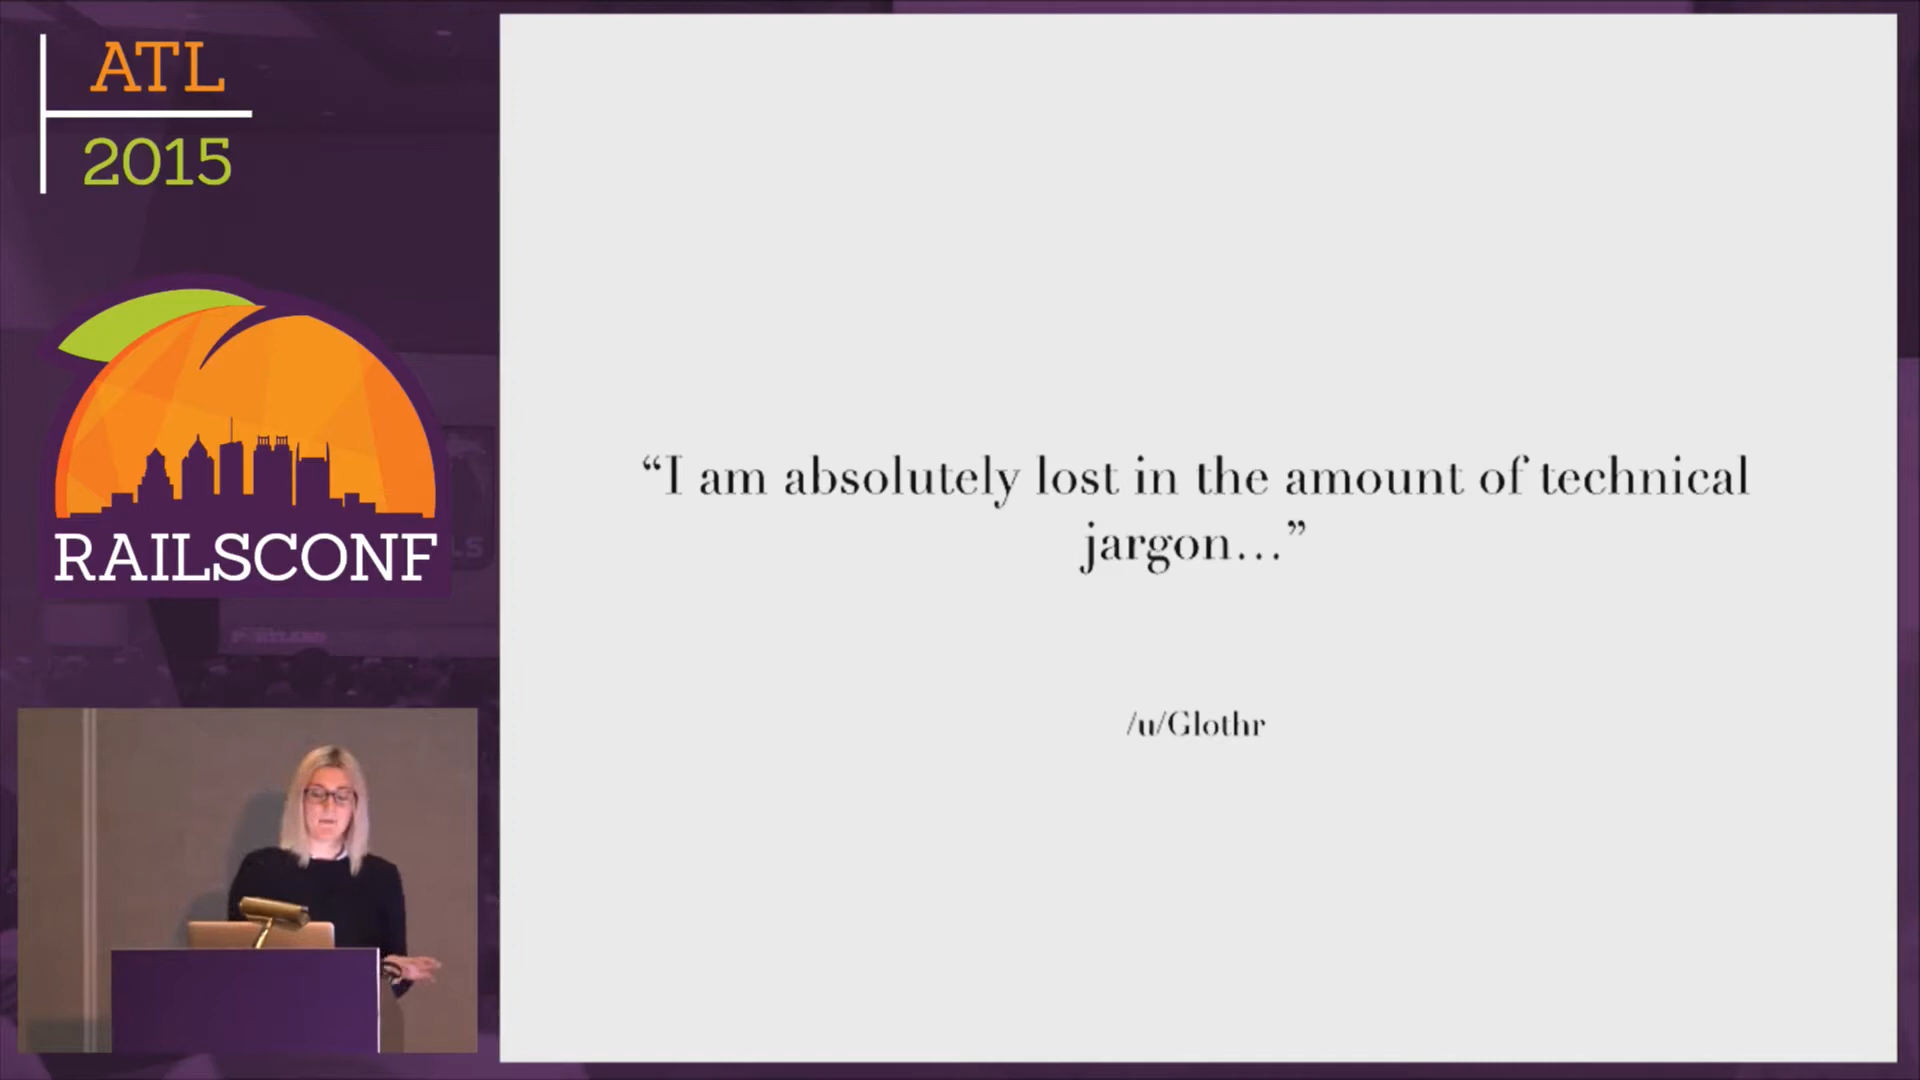 ATL
2015
RAILSCONF
“I am absolutely lost in the amount of technical
jargon…”
/u/Glothr